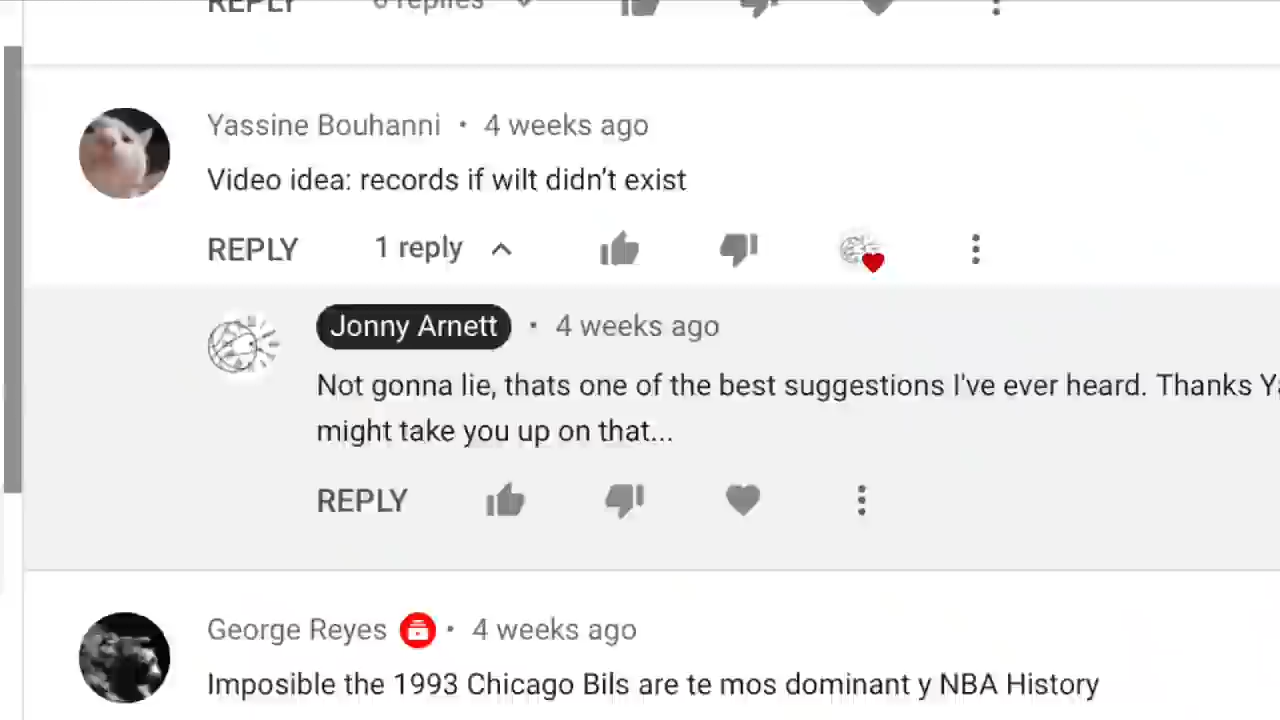 REPLY 6 replies
Yassine Bouhanni • 4 weeks ago
Video idea: records if wilt didn't exist
REPLY 1 reply
Jonny Arnett • 4 weeks ago
Not gonna lie, thats one of the best suggestions I've ever heard. Thanks
might take you up on that...
REPLY
George Reyes • 4 weeks ago
Imposible the 1993 Chicago Bils are te mos dominant y NBA History